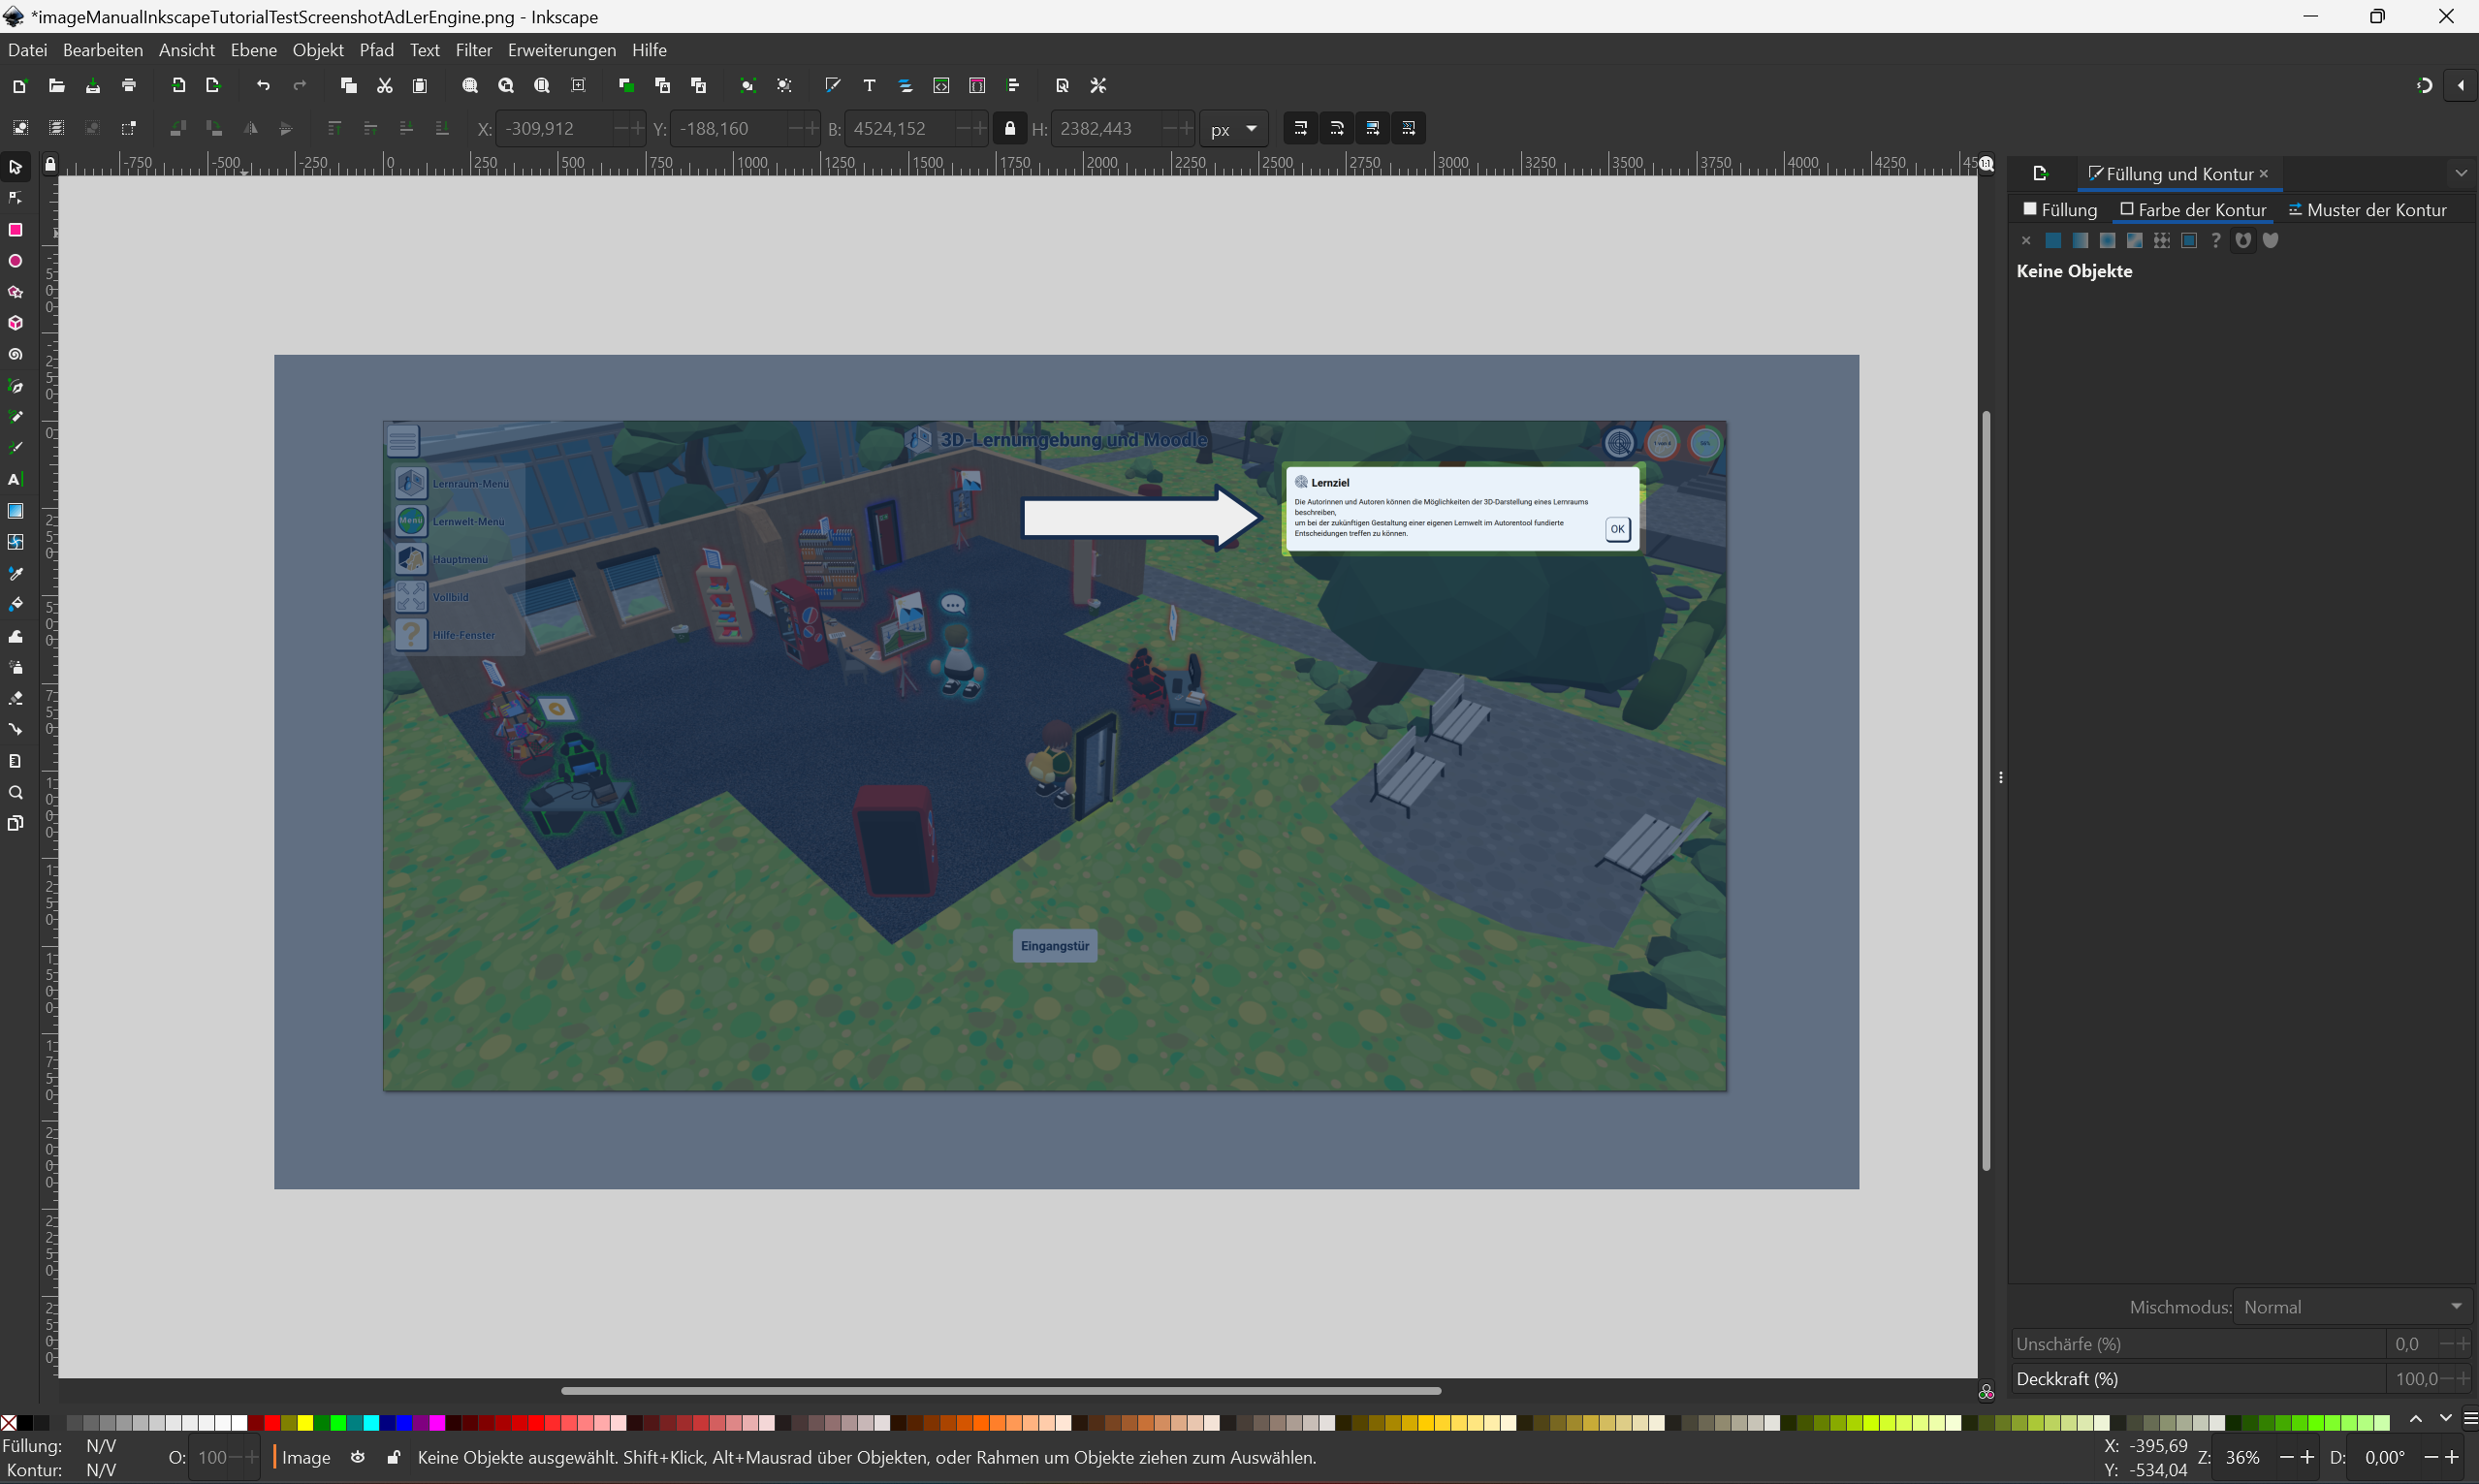 *imageManualInkscapeTutorialTestScreenshotAdLerEngine.png - Inkscape
Datei Bearbeiten Ansicht Ebene Objekt Pfad Text Filter Erweiterungen Hilfe
X: -309,912 Y: -188,160 B: 4524,152 H: 2382,443 px
-750 -500 -250 0 250 500 750 1000 1250 1500 1750 2000 2250 2500 2750 3000 3250 3500 3750 4000 4250
Füllung und Kontur
Füllung Farbe der Kontur Muster der Kontur
Keine Objekte
3D-Lernumgebung und Moodle
Lernraum-Menü
Menü Lernwelt-Menü
Hauptmenü
Vollbild
Hilfe-Fenster
Lernziel
Die Autorinnen und Autoren können die Möglichkeiten der 3D-Darstellung eines Lernraums
beschreiben,
um bei der zukünftigen Gestaltung einer eigenen Lernwelt im Autorentool fundierte
Entscheidungen treffen zu können.
OK
Eingangstür
Mischmodus: Normal
Unschärfe (%) 0,0
Deckkraft (%) 100,0
Füllung: N/V
Kontur: N/V
O: 100
Image
Keine Objekte ausgewählt. Shift+Klick, Alt+Mausrad über Objekten, oder Rahmen um Objekte ziehen zum Auswählen.
X: -395,69
Y: -534,04
Z: 36%
D: 0,00°